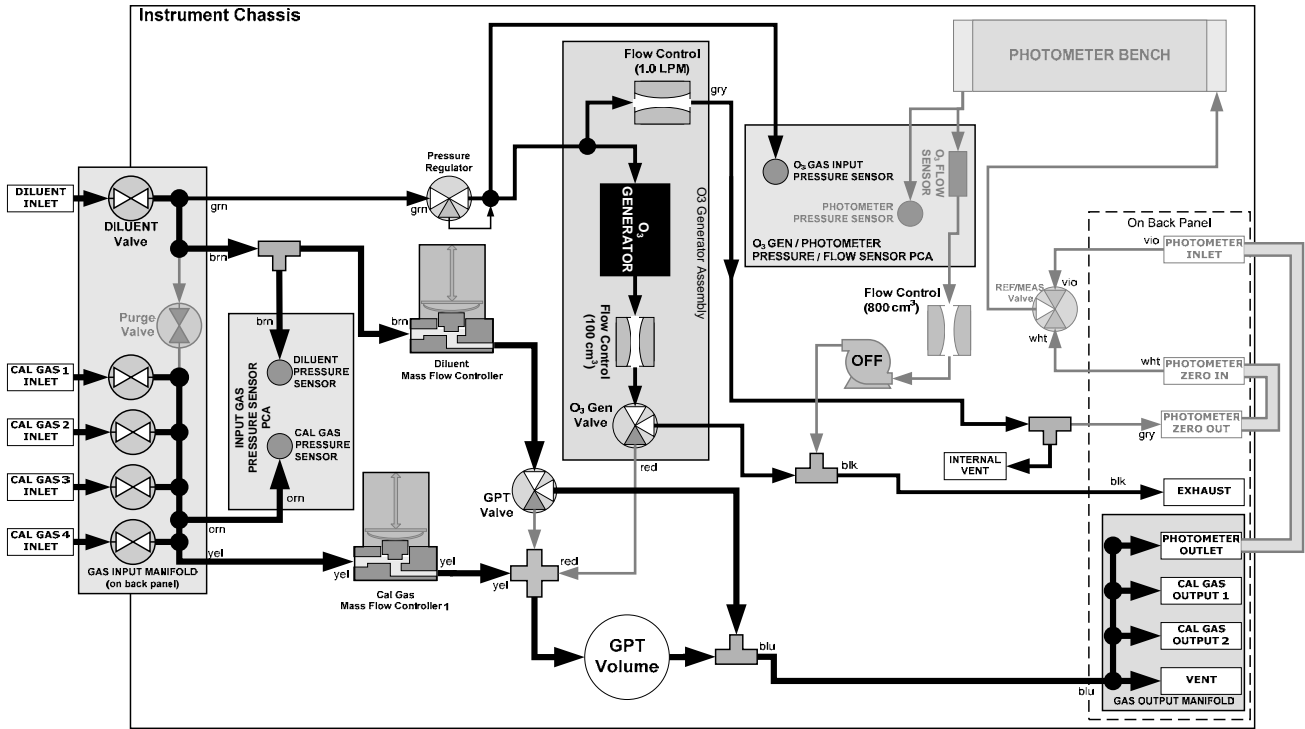 Instrument Chassis
Flow Control
(1.0 LPM)
gry
PHOTOMETER BENCH
Pressure
Regulator
O3 GAS INPUT
PRESSURE SENSOR
O3 FLOW
SENSOR
PHOTOMETER
PRESSURE SENSOR
O3 GEN / PHOTOMETER
PRESSURE / FLOW SENSOR PCA
DILUENT
INLET
DILUENT
Valve
grn
grn
O3
GENERATOR
O3 Generator Assembly
On Back Panel
vio
PHOTOMETER
INLET
brn
Purge
Valve
brn
brn
Diluent
Mass Flow Controller
Flow Control
(100 cm3)
Flow Control
(800 cm3)
REF/MEAS
Valve
vio
wht
wht
PHOTOMETER
ZERO IN
OFF
CAL GAS 1
INLET
DILUENT
PRESSURE
SENSOR
INPUT GAS
PRESSURE SENSOR
PCA
CAL GAS
PRESSURE
SENSOR
O3 Gen
Valve
CAL GAS 2
INLET
gry
PHOTOMETER
ZERO OUT
INTERNAL
VENT
red
blk
blk
EXHAUST
CAL GAS 3
INLET
orn
orn
GPT
Valve
CAL GAS 4
INLET
yel
yel
yel
yel
red
GAS INPUT MANIFOLD
(on back panel)
Cal Gas
Mass Flow Controller 1
PHOTOMETER
OUTLET
CAL GAS
OUTPUT 1
CAL GAS
OUTPUT 2
GPT
Volume
blu
blu
VENT
GAS OUTPUT MANIFOLD